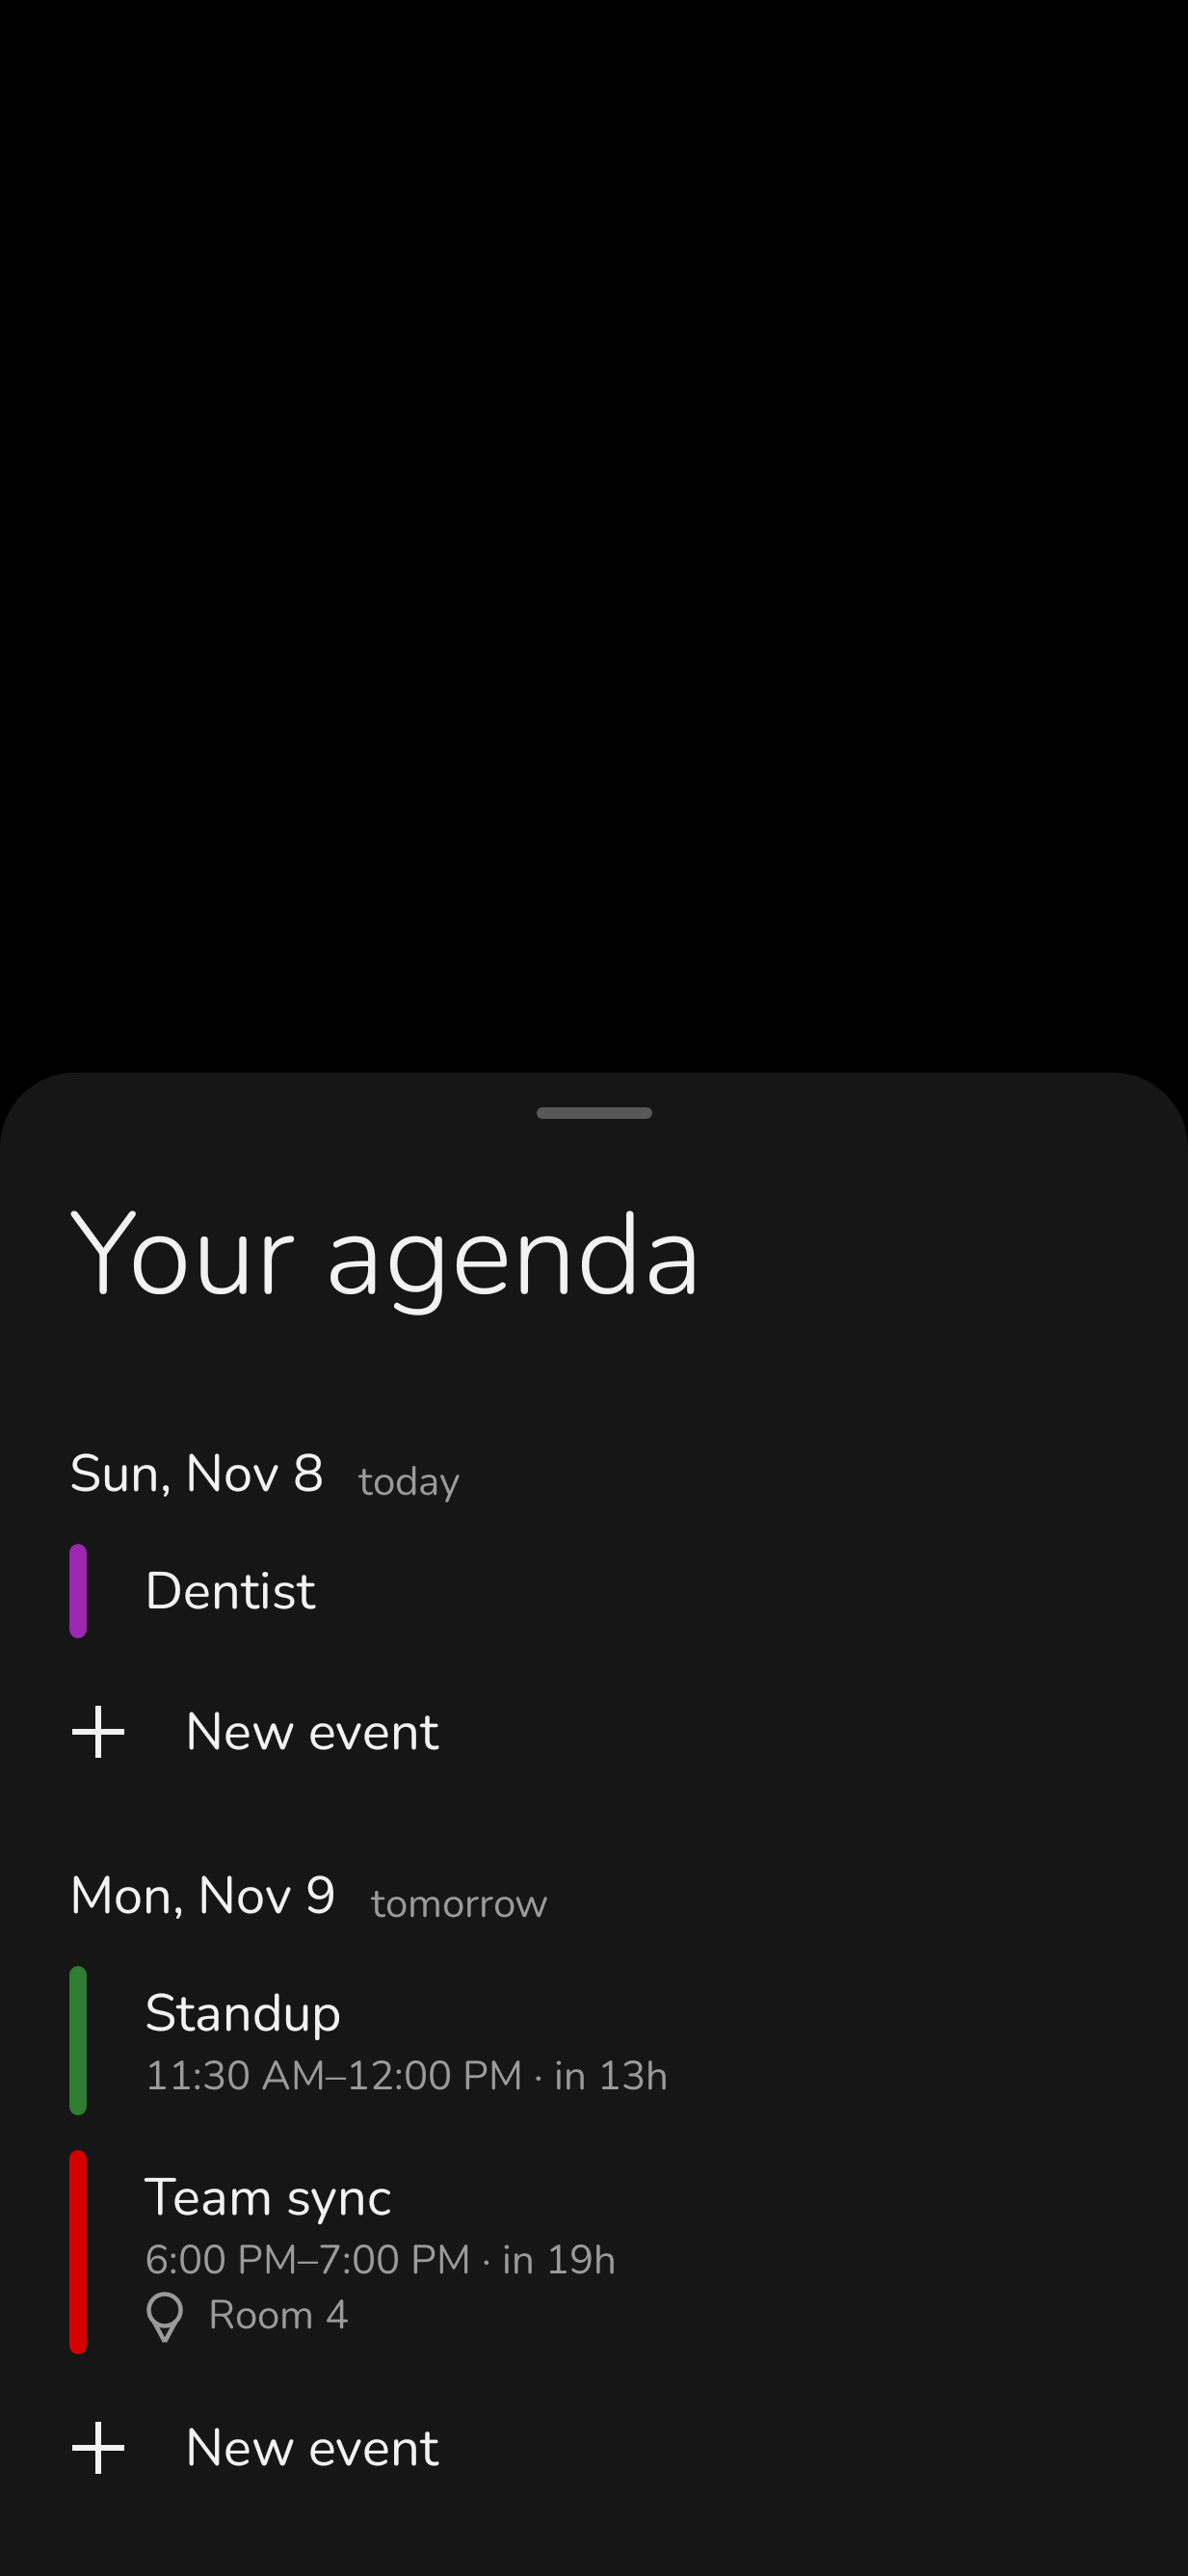 Your agenda
Sun, Nov 8 today
Dentist
New event
Mon, Nov 9 tomorrow
Standup
11:30 AM–12:00 PM · in 13h
Team sync
6:00 PM–7:00 PM · in 19h
Room 4
New event